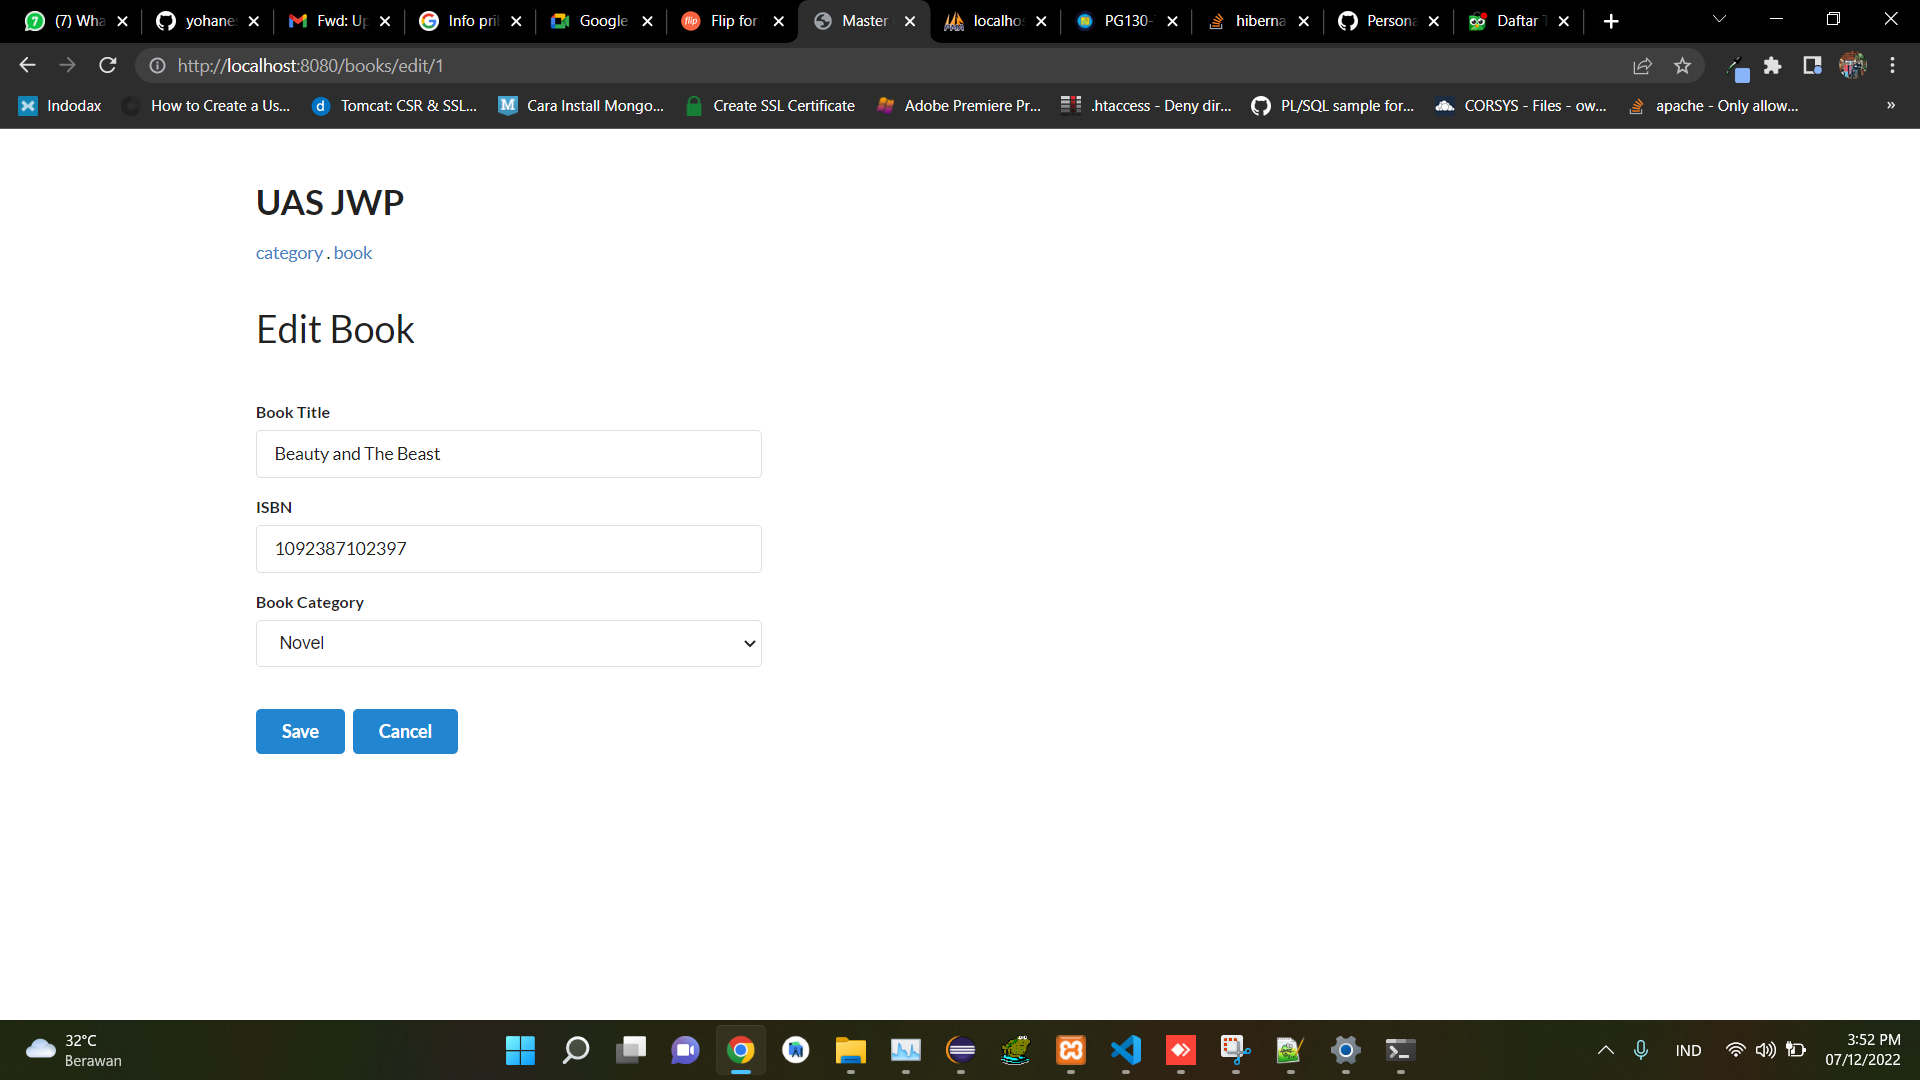 (7) Wha
yohane
Fwd: Up
Info pri
Google
Flip for
Master
localho
PG130-
hiberna
Persona
Daftar T
http://localhost:8080/books/edit/1
Indodax
How to Create a Us...
Tomcat: CSR & SSL...
Cara Install Mongo...
Create SSL Certificate
Adobe Premiere Pr...
.htaccess - Deny dir...
PL/SQL sample for...
CORSYS - Files - ow...
apache - Only allow...
»
UAS JWP
category . book
Edit Book
Book Title
Beauty and The Beast
ISBN
1092387102397
Book Category
Novel
Save
Cancel
32°C
Berawan
IND
3:52 PM
07/12/2022